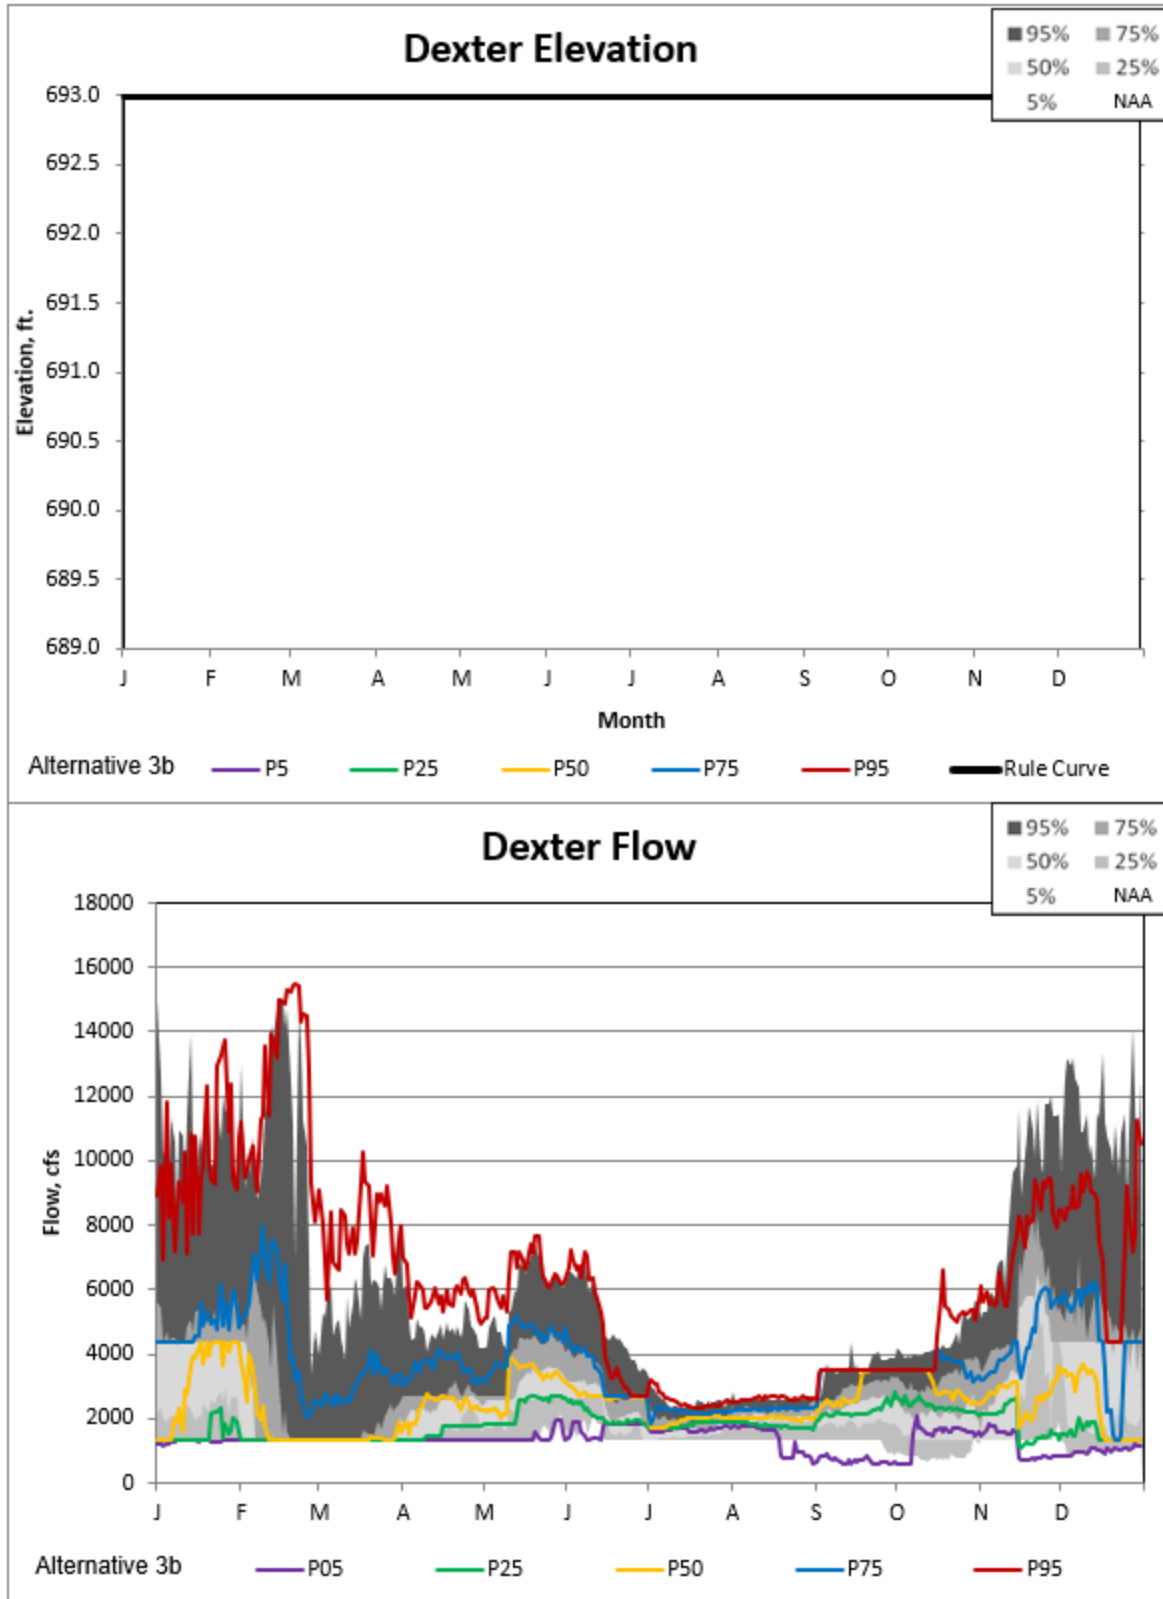 Dexter Elevation
95% 75%
50% 25%
5% NAA
693.0
692.5
692.0
691.5
691.0
690.5
690.0
689.5
689.0
Elevation, ft.
J F M A M J J A S O N D
Month
Alternative 3b P5 P25 P50 P75 P95 Rule Curve
Dexter Flow
95% 75%
50% 25%
5% NAA
18000
16000
14000
12000
10000
8000
6000
4000
2000
0
Flow, cfs
J F M A M J J A S O N D
Alternative 3b P05 P25 P50 P75 P95